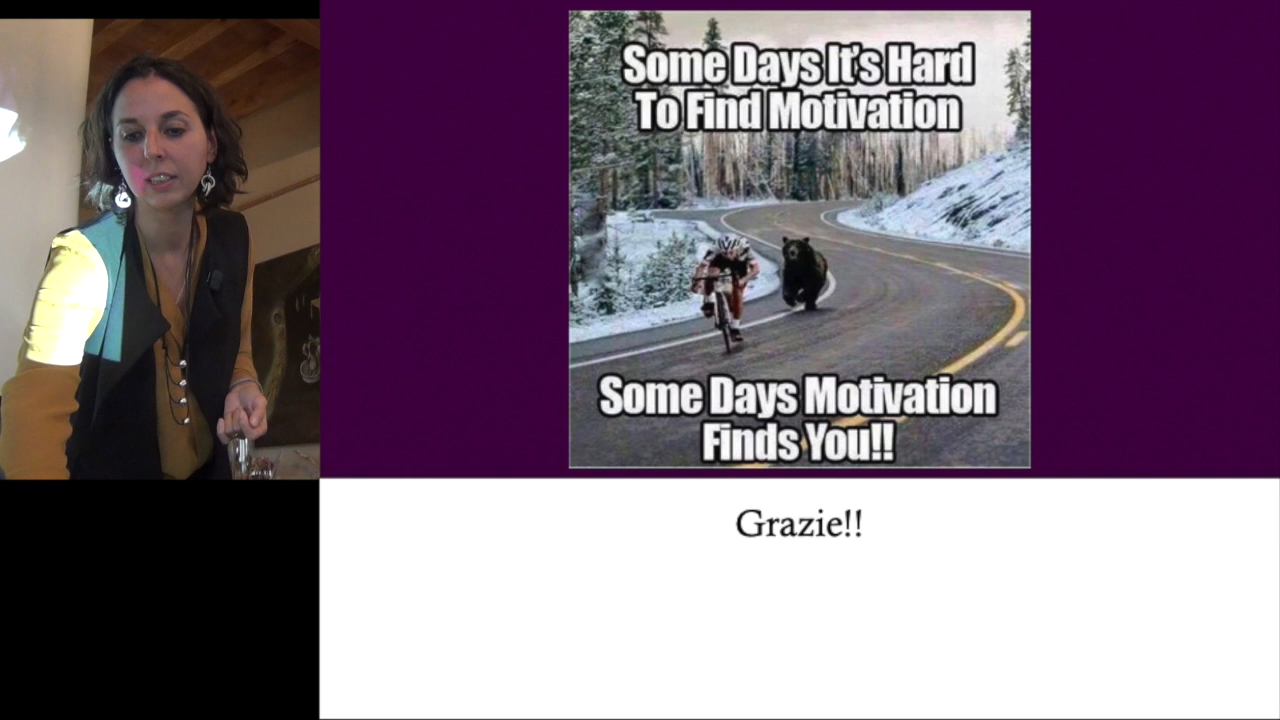 Some Days It's Hard
To Find Motivation
Some Days Motivation
Finds You!!
Grazie!!